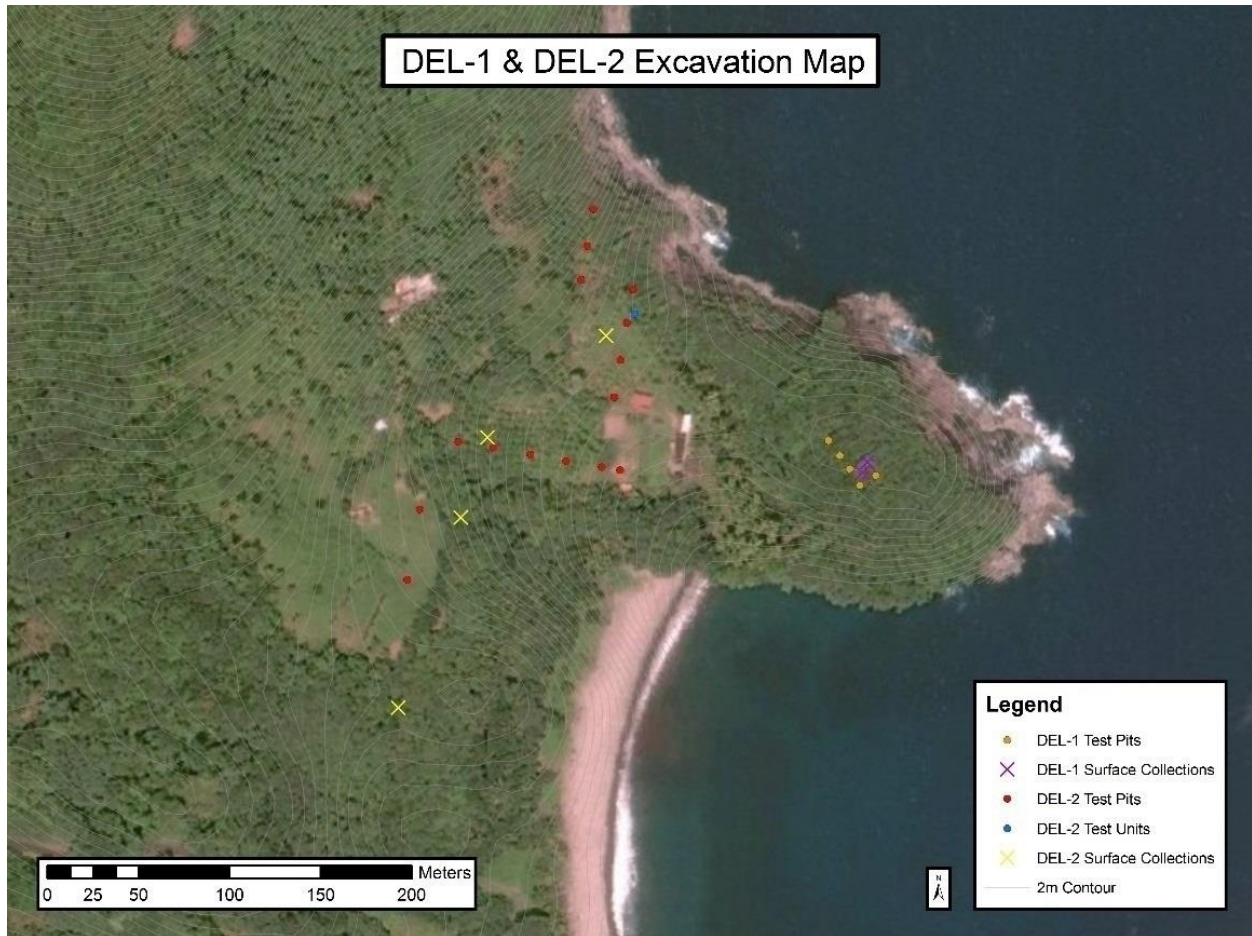 DEL-1 & DEL-2 Excavation Map
Legend
DEL-1 Test Pits
DEL-1 Surface Collections
DEL-2 Test Pits
DEL-2 Test Units
DEL-2 Surface Collections
2m Contour
N
Meters
0 25 50 100 150 200